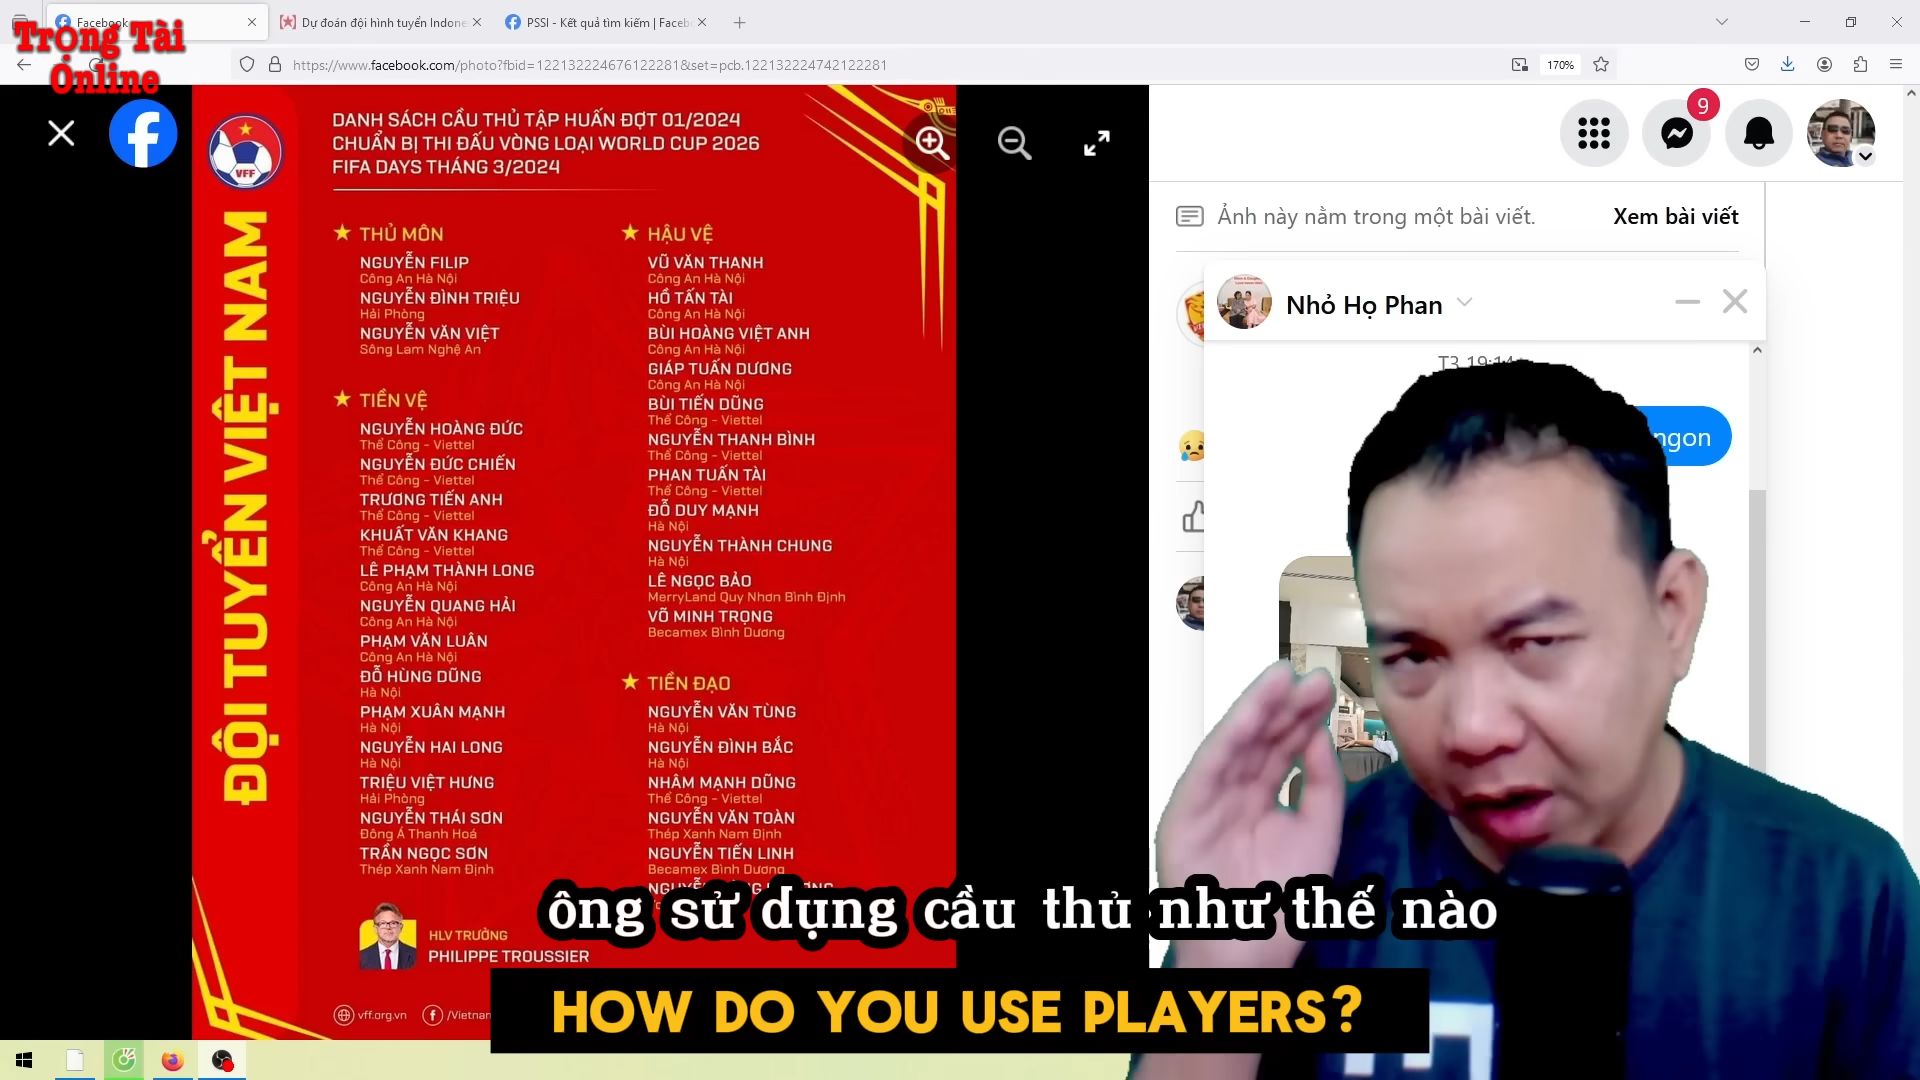 Facebook
Dự đoán đội hình tuyển Indone
PSSI - Kết quả tìm kiếm | Faceb
Trọng Tài
Online
https://www.facebook.com/photo?fbid=122132224676122281&set=pcb.122132224742122281
170%
VFF
ĐỘI TUYỂN VIỆT NAM
DANH SÁCH CẦU THỦ TẬP HUẤN ĐỢT 01/2024
CHUẨN BỊ THI ĐẤU VÒNG LOẠI WORLD CUP 2026
FIFA DAYS THÁNG 3/2024
THỦ MÔN
NGUYỄN FILIP
Công An Hà Nội
NGUYỄN ĐÌNH TRIỆU
Hải Phòng
NGUYỄN VĂN VIỆT
Sông Lam Nghệ An
TIỀN VỆ
NGUYỄN HOÀNG ĐỨC
Thể Công - Viettel
NGUYỄN ĐỨC CHIẾN
Thể Công - Viettel
TRƯƠNG TIẾN ANH
Thể Công - Viettel
KHUẤT VĂN KHANG
Thể Công - Viettel
LÊ PHẠM THÀNH LONG
Công An Hà Nội
NGUYỄN QUANG HẢI
Công An Hà Nội
PHẠM VĂN LUÂN
Công An Hà Nội
ĐỖ HÙNG DŨNG
Hà Nội
PHẠM XUÂN MẠNH
Hà Nội
NGUYỄN HAI LONG
Hà Nội
TRIỆU VIỆT HƯNG
Hải Phòng
NGUYỄN THÁI SƠN
Đông Á Thanh Hoá
TRẦN NGỌC SƠN
Thép Xanh Nam Định
HẬU VỆ
VŨ VĂN THANH
Công An Hà Nội
HỒ TẤN TÀI
Công An Hà Nội
BÙI HOÀNG VIỆT ANH
Công An Hà Nội
GIÁP TUẤN DƯƠNG
Công An Hà Nội
BÙI TIẾN DŨNG
Thể Công - Viettel
NGUYỄN THANH BÌNH
Thể Công - Viettel
PHAN TUẤN TÀI
Thể Công - Viettel
ĐỖ DUY MẠNH
Hà Nội
NGUYỄN THÀNH CHUNG
Hà Nội
LÊ NGỌC BẢO
MerryLand Quy Nhơn Bình Định
VÕ MINH TRỌNG
Becamex Bình Dương
TIỀN ĐẠO
NGUYỄN VĂN TÙNG
Hà Nội
NGUYỄN ĐÌNH BẮC
Hà Nội
NHÂM MẠNH DŨNG
Thể Công - Viettel
NGUYỄN VĂN TOÀN
Thép Xanh Nam Định
NGUYỄN TIẾN LINH
Becamex Bình Dương
HLV TRƯỞNG
PHILIPPE TROUSSIER
vff.org.vn
/Vietnam
9
Ảnh này nằm trong một bài viết.
Xem bài viết
Nhỏ Họ Phan
T3 19:14
ngon
ông sử dụng cầu thủ như thế nào
HOW DO YOU USE PLAYERS?